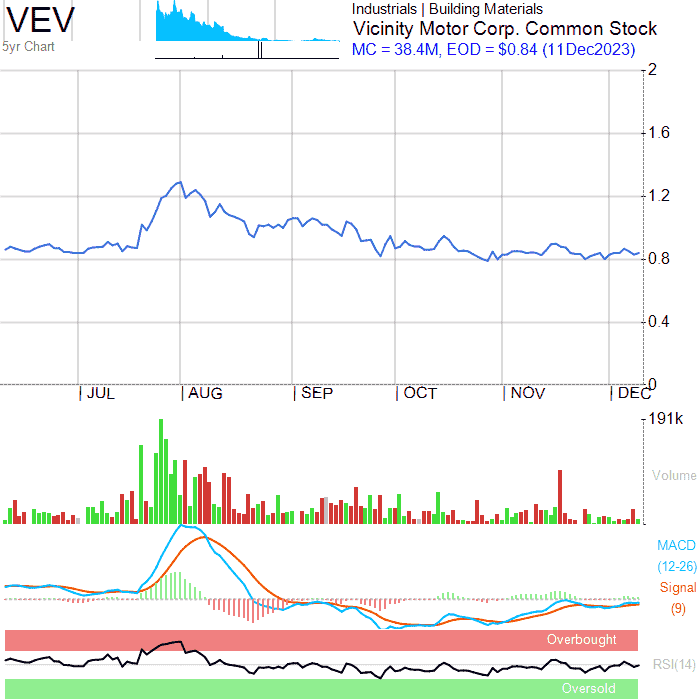 VEV
5yr Chart
Industrials | Building Materials
Vicinity Motor Corp. Common Stock
MC = 38.4M, EOD = $0.84 (11Dec2023)
2
1.6
1.2
0.8
0.4
0
JUL AUG SEP OCT NOV DEC
191k
Volume
MACD
(12-26)
Signal
(9)
Overbought
RSI(14)
Oversold